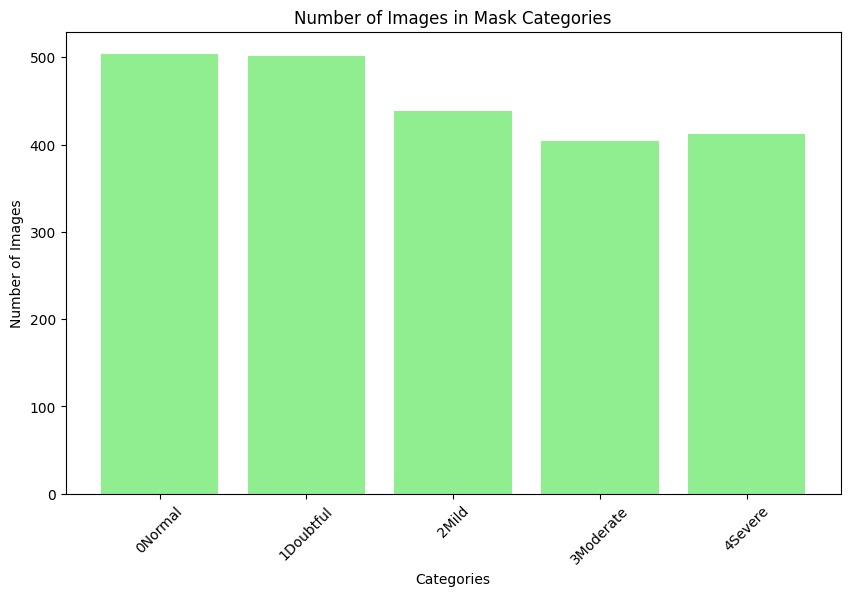 Number of Images in Mask Categories
Number of Images
500
400
300
200
100
0
0Normal
1Doubtful
2Mild
3Moderate
4Severe
Categories